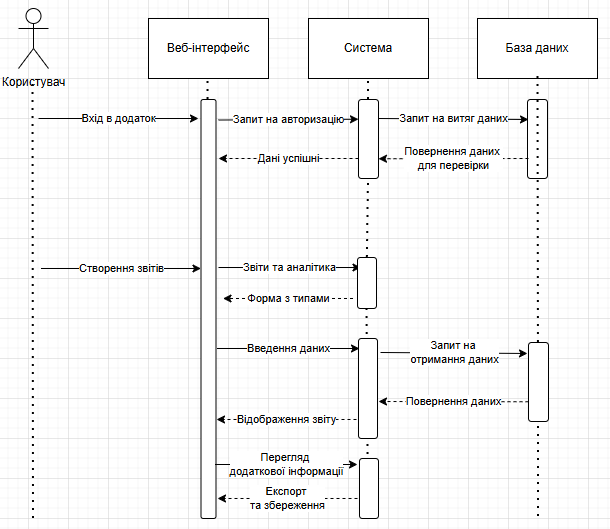 Користувач
Веб-інтерфейс
Система
База даних
Вхід в додаток
Запит на авторизацію
Запит на витяг даних
Дані успішні
Повернення даних
для перевірки
Створення звітів
Звіти та аналітика
Форма з типами
Введення даних
Запит на
отримання даних
Повернення даних
Відображення звіту
Перегляд
додаткової інформації
Експорт
та збереження